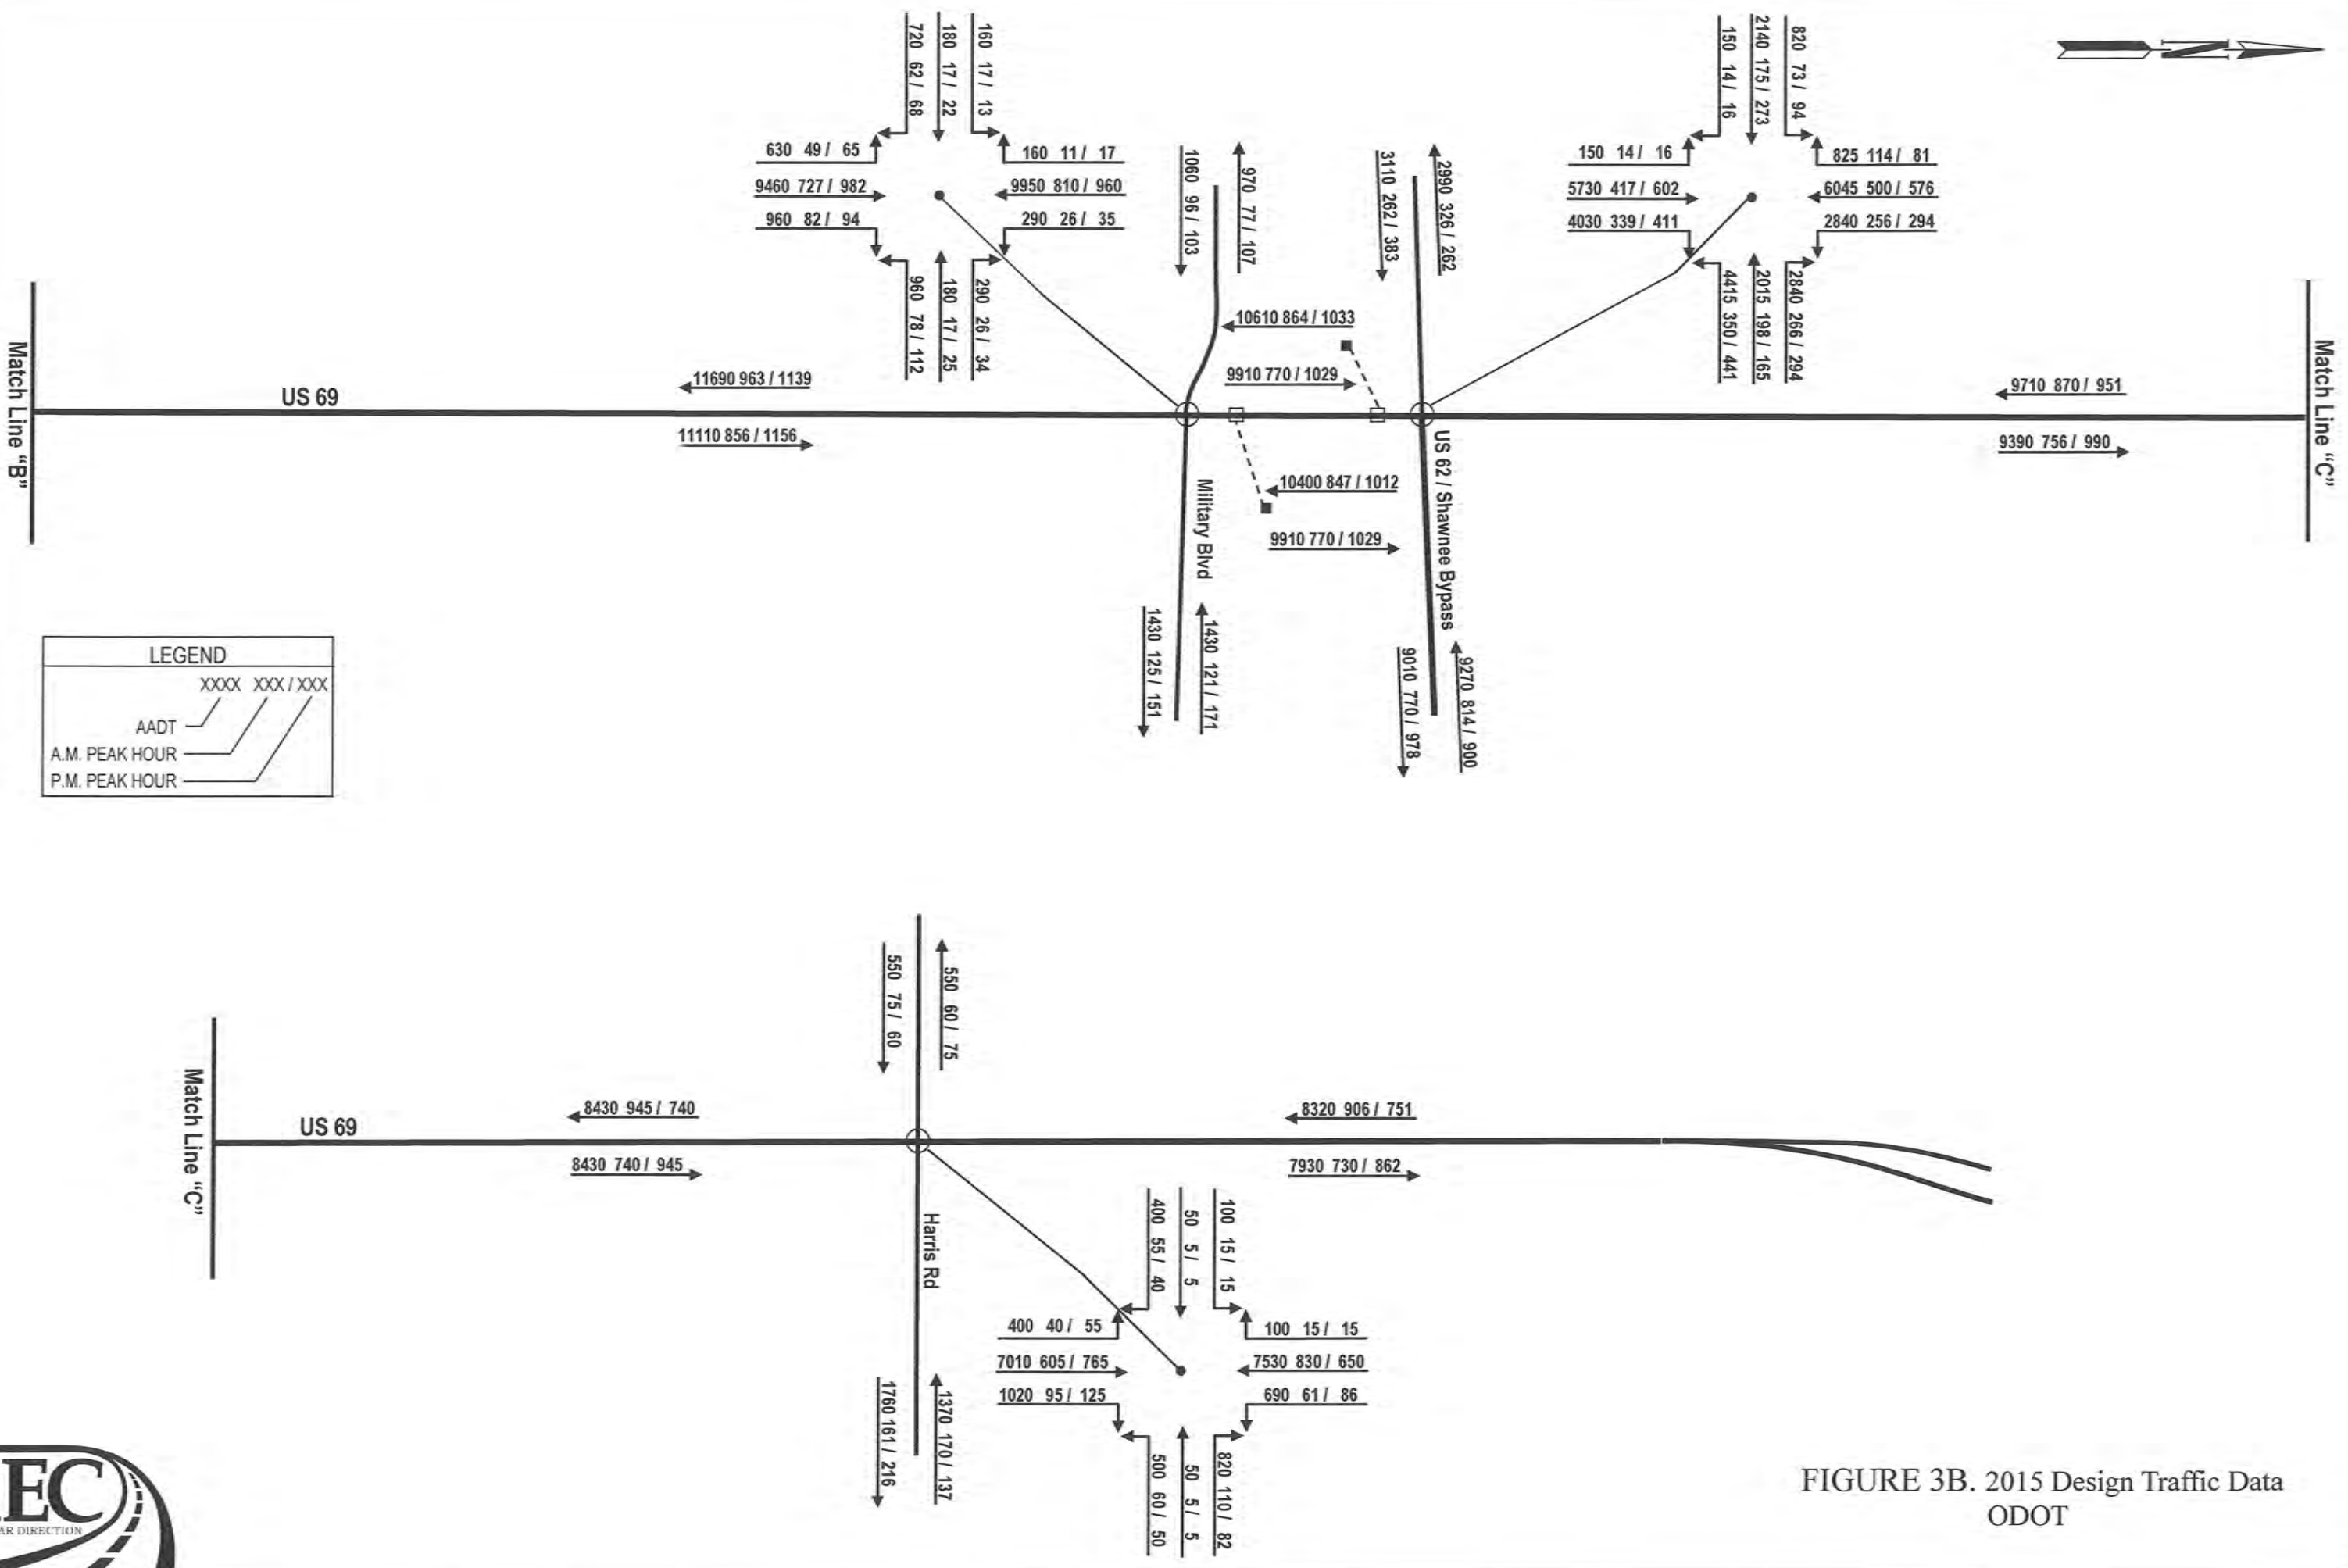 720 62 / 68
180 17 / 22
160 17 / 13
630 49 / 65
9460 727 / 982
960 82 / 94
160 11 / 17
9950 810 / 960
290 26 / 35
960 78 / 112
180 17 / 25
290 26 / 34
1060 96 / 103
970 77 / 107
3110 262 / 383
2990 326 / 262
150 14 / 16
2140 175 / 273
820 73 / 94
150 14 / 16
5730 417 / 602
4030 339 / 411
825 114 / 81
6045 500 / 576
2840 256 / 294
4415 350 / 441
2015 198 / 165
2840 266 / 294
10610 864 / 1033
9910 770 / 1029
Match Line “B”
US 69
11690 963 / 1139
11110 856 / 1156
9710 870 / 951
9390 756 / 990
Match Line “C”
10400 847 / 1012
9910 770 / 1029
Military Blvd
US 62 / Shawnee Bypass
1430 125 / 151
1430 121 / 171
9010 770 / 978
9270 814 / 900
LEGEND
XXXX XXX / XXX
AADT
A.M. PEAK HOUR
P.M. PEAK HOUR
550 75 / 60
550 60 / 75
Match Line “C”
US 69
8430 945 / 740
8430 740 / 945
8320 906 / 751
7930 730 / 862
Harris Rd
1760 161 / 216
1370 170 / 137
400 55 / 40
50 5 / 5
100 15 / 15
400 40 / 55
7010 605 / 765
1020 95 / 125
100 15 / 15
7530 830 / 650
690 61 / 86
500 60 / 50
50 5 / 5
820 110 / 82
EC
AR DIRECTION
FIGURE 3B. 2015 Design Traffic Data
ODOT